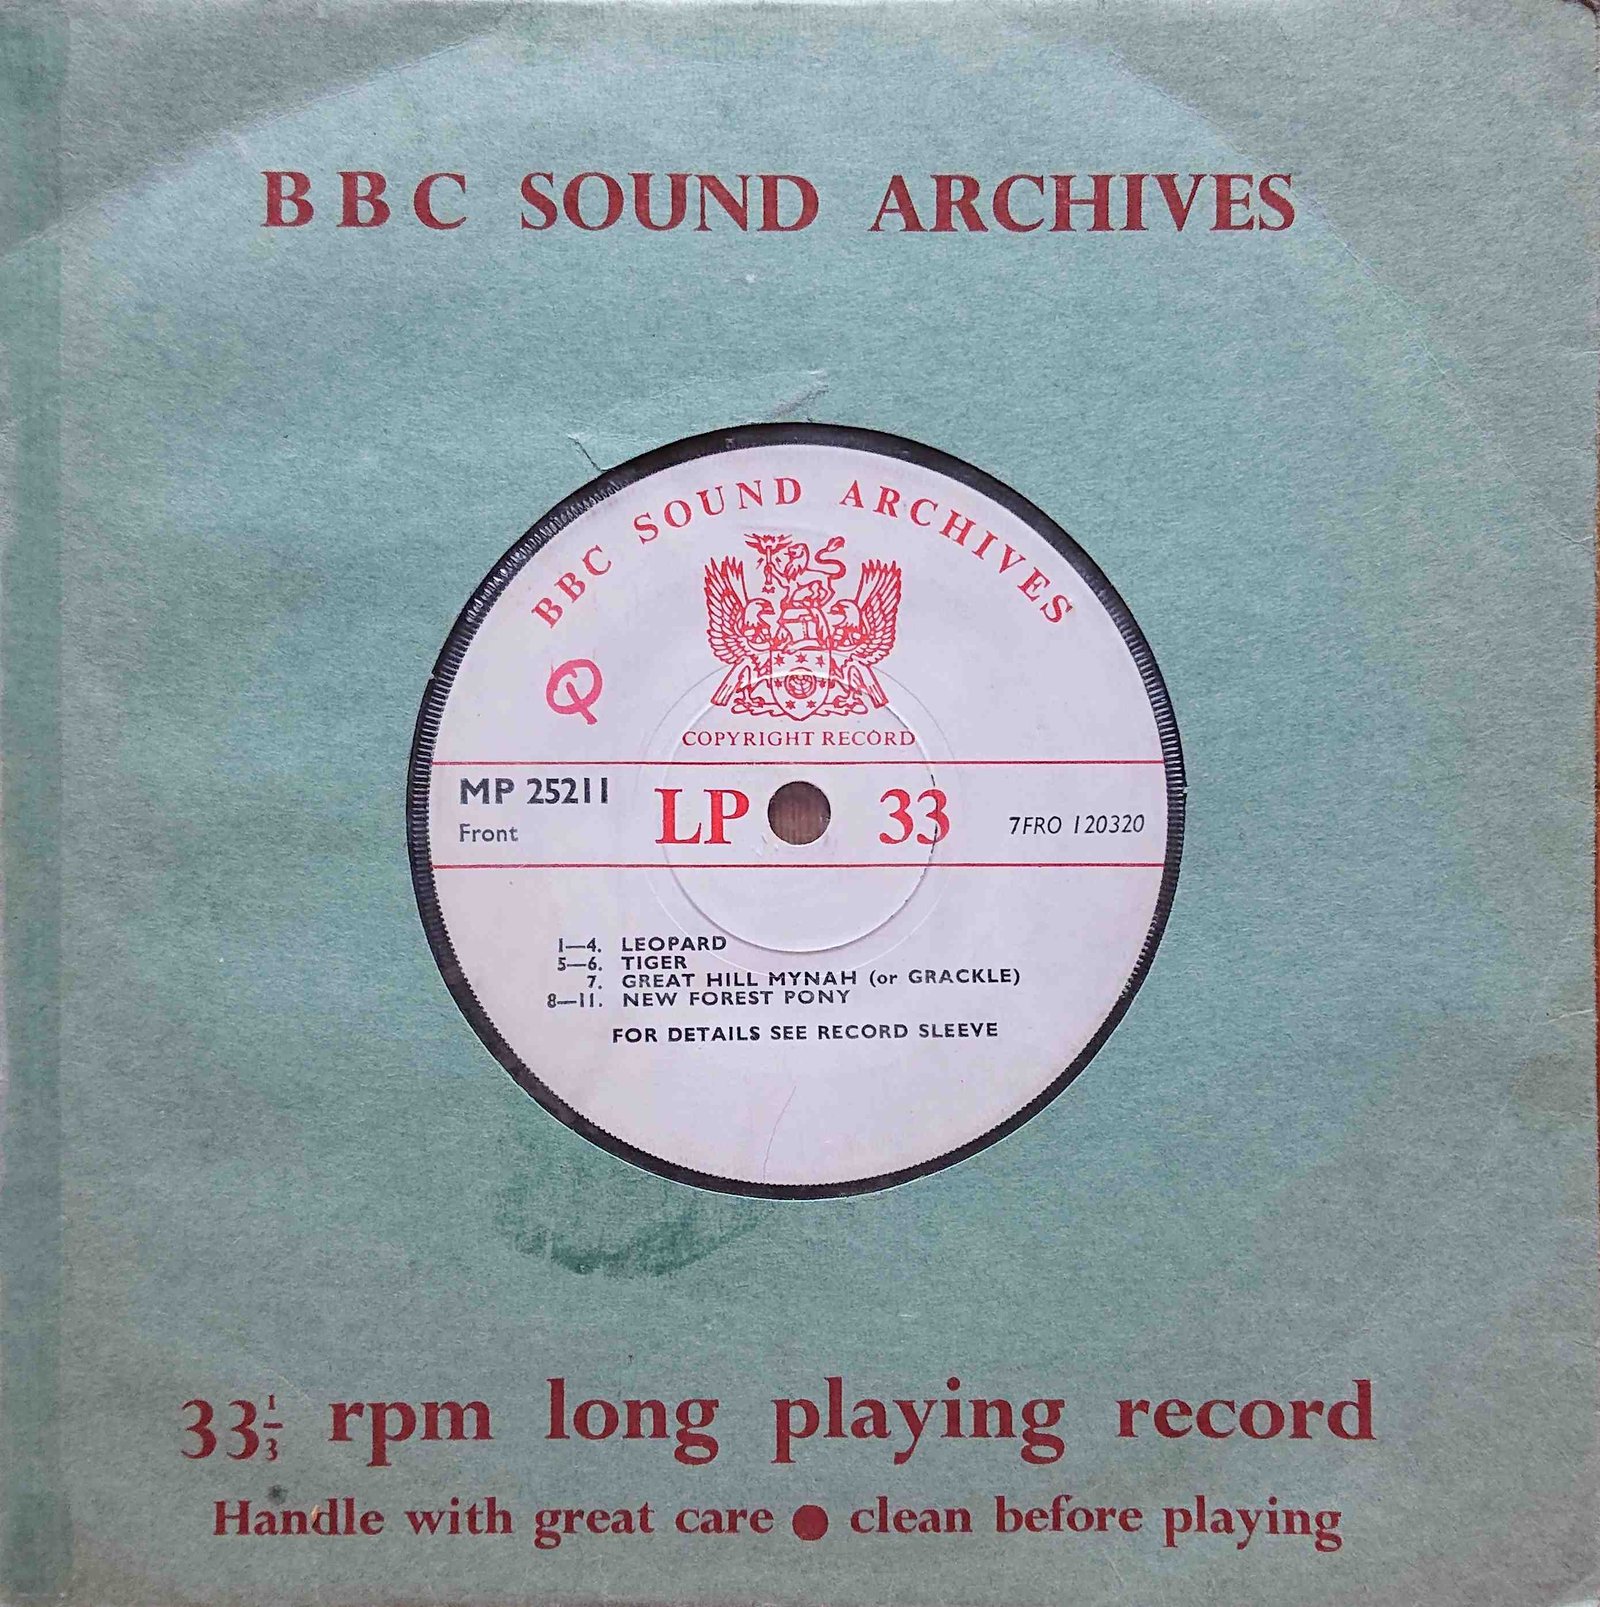 BBC SOUND ARCHIVES
BBC SOUND ARCHIVES
Q
COPYRIGHT RECORD
MP 25211
Front
LP 33
7FRO 120320
1—4. LEOPARD
5—6. TIGER
7. GREAT HILL MYNAH (or GRACKLE)
8—11. NEW FOREST PONY
FOR DETAILS SEE RECORD SLEEVE
33⅓ rpm long playing record
Handle with great care ● clean before playing